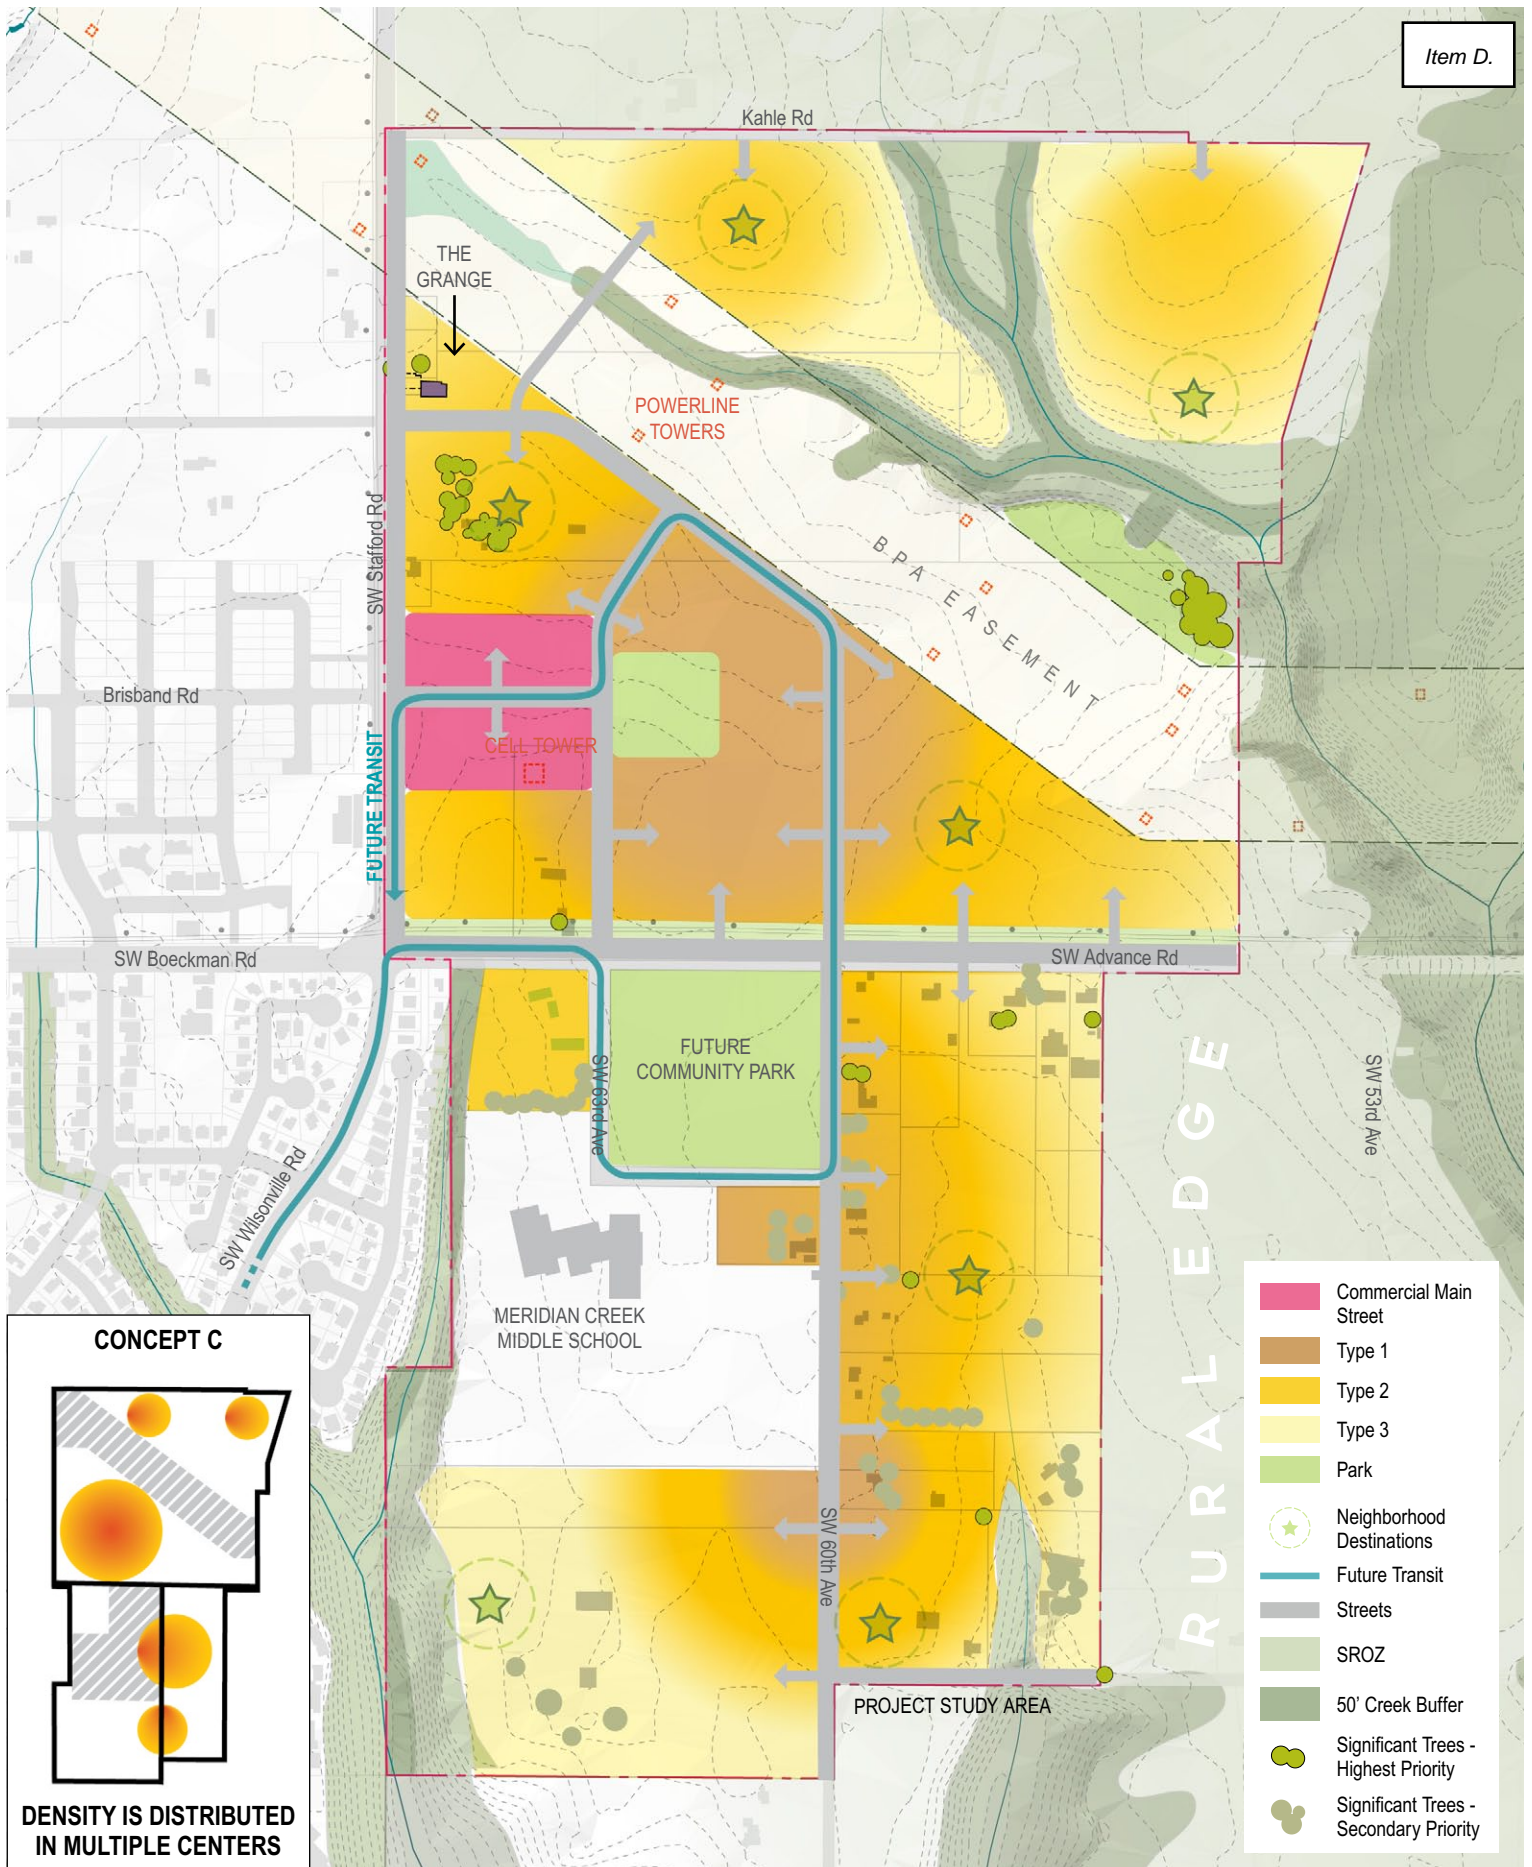 Item D.
Kahle Rd
THE
GRANGE
POWERLINE
TOWERS
SW Stafford Rd
BPA EASEMENT
Brisband Rd
CELL TOWER
FUTURE TRANSIT
SW Boeckman Rd
SW Advance Rd
FUTURE
COMMUNITY PARK
SW 63rd Ave
SW 53rd Ave
RURAL EDGE
SW Wilsonville Rd
MERIDIAN CREEK
MIDDLE SCHOOL
SW 60th Ave
PROJECT STUDY AREA
CONCEPT C
DENSITY IS DISTRIBUTED
IN MULTIPLE CENTERS
Commercial Main
Street
Type 1
Type 2
Type 3
Park
Neighborhood
Destinations
Future Transit
Streets
SROZ
50' Creek Buffer
Significant Trees -
Highest Priority
Significant Trees -
Secondary Priority